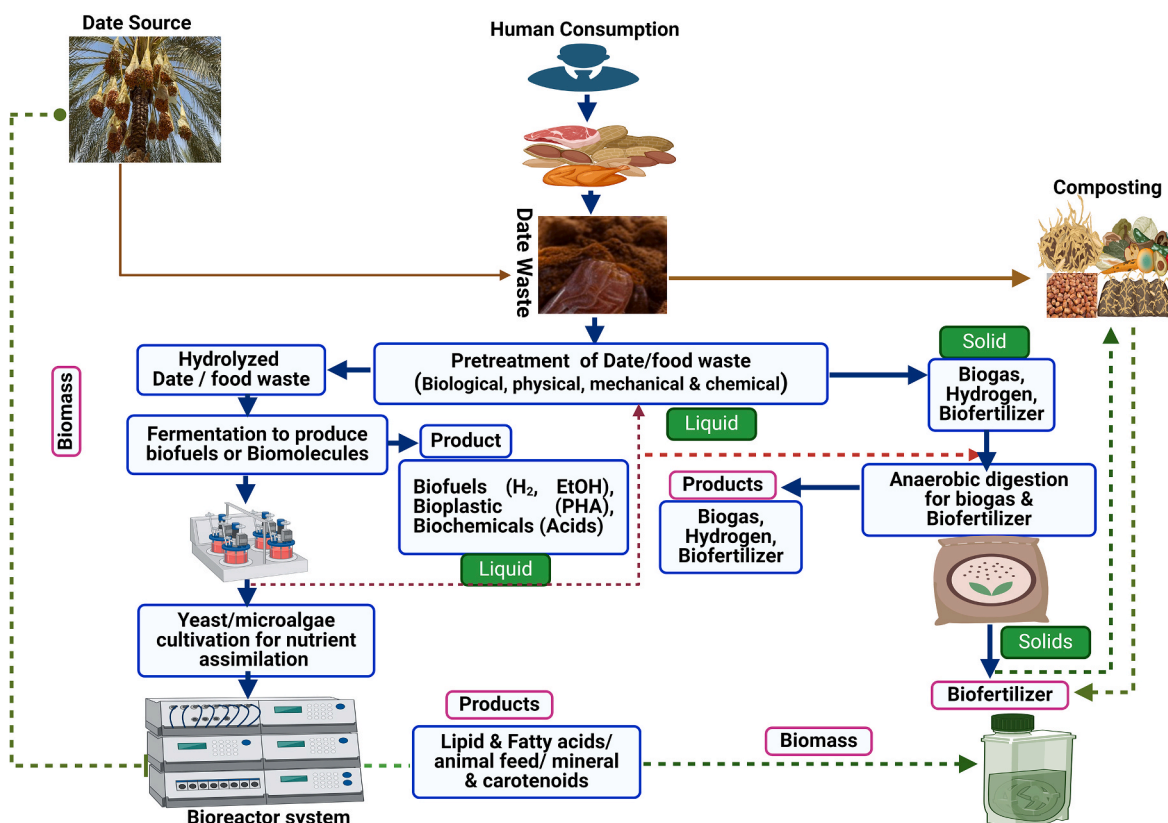 Date Source
Human Consumption
Composting
Date Waste
Solid
Hydrolyzed
Date / food waste
Pretreatment of Date/food waste
(Biological, physical, mechanical & chemical)
Biogas,
Hydrogen,
Biofertilizer
Biomass
Liquid
Fermentation to produce
biofuels or Biomolecules
Product
Biofuels (H₂, EtOH),
Bioplastic (PHA),
Biochemicals (Acids)
Liquid
Products
Biogas,
Hydrogen,
Biofertilizer
Anaerobic digestion
for biogas &
Biofertilizer
Yeast/microalgae
cultivation for nutrient
assimilation
Solids
Biofertilizer
Products
Lipid & Fatty acids/
animal feed/ mineral
& carotenoids
Biomass
Bioreactor system